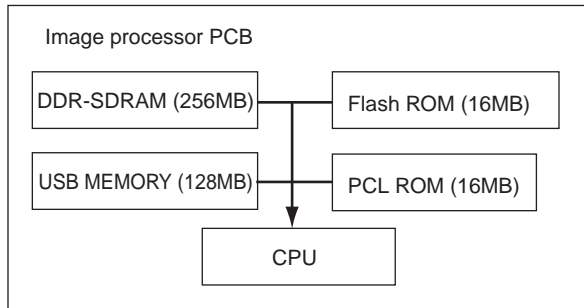 Image processor PCB
DDR-SDRAM (256MB)
Flash ROM (16MB)
USB MEMORY (128MB)
PCL ROM (16MB)
CPU